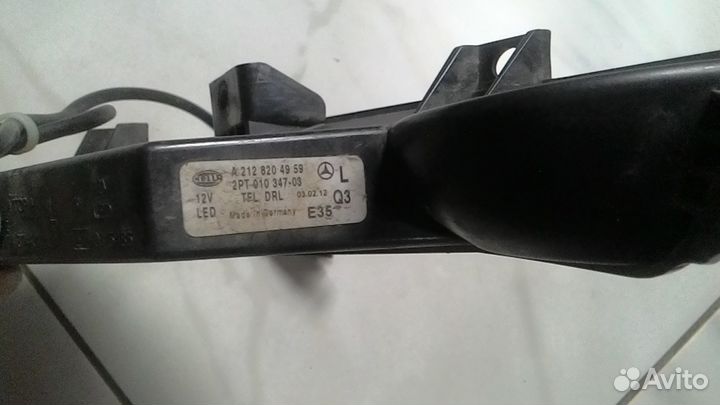 HELLA
A 212 820 49 59
L
2PT 010 347-03
12V
TFL DRL
03.02.12
Q3
LED
Made in Germany
E35
Avito